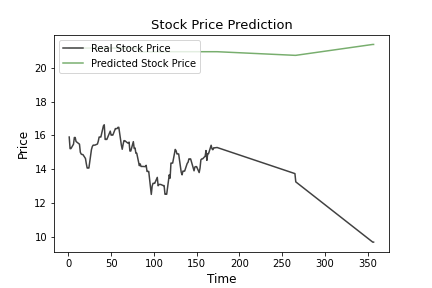 Stock Price Prediction
Real Stock Price
Predicted Stock Price
Price
20
18
16
14
12
10
0 50 100 150 200 250 300 350
Time